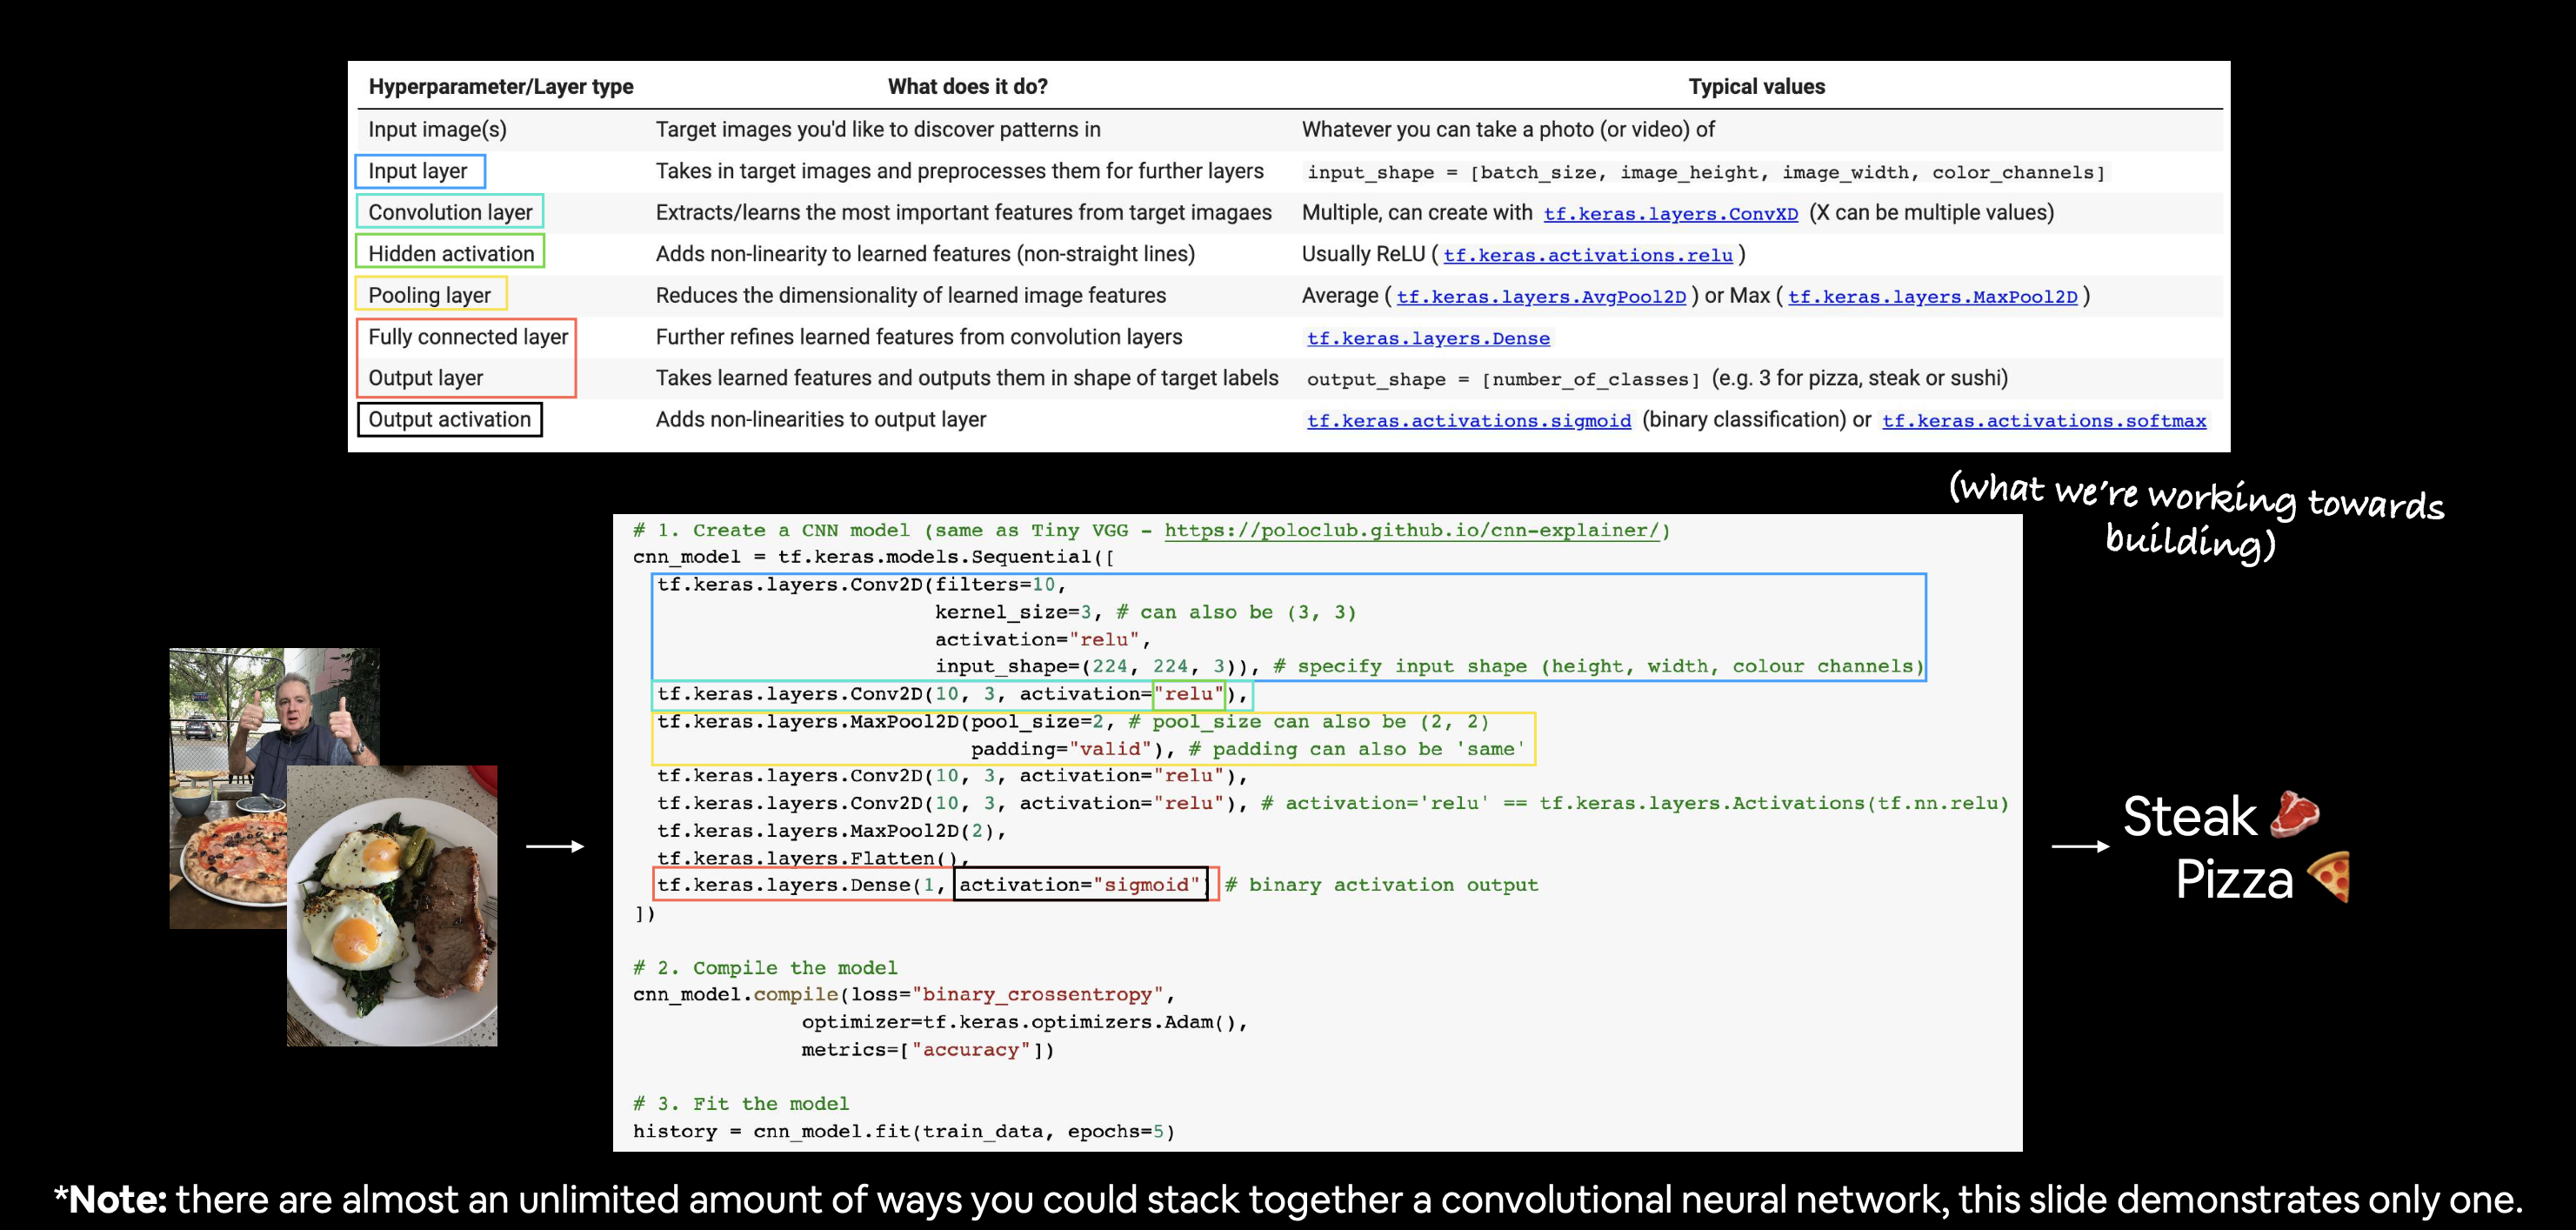 Hyperparameter/Layer type What does it do? Typical values
Input image(s) Target images you'd like to discover patterns in Whatever you can take a photo (or video) of
Input layer Takes in target images and preprocesses them for further layers input_shape = [batch_size, image_height, image_width, color_channels]
Convolution layer Extracts/learns the most important features from target imagaes Multiple, can create with tf.keras.layers.ConvXD (X can be multiple values)
Hidden activation Adds non-linearity to learned features (non-straight lines) Usually ReLU ( tf.keras.activations.relu )
Pooling layer Reduces the dimensionality of learned image features Average ( tf.keras.layers.AvgPool2D ) or Max ( tf.keras.layers.MaxPool2D )
Fully connected layer Further refines learned features from convolution layers tf.keras.layers.Dense
Output layer Takes learned features and outputs them in shape of target labels output_shape = [number_of_classes] (e.g. 3 for pizza, steak or sushi)
Output activation Adds non-linearities to output layer tf.keras.activations.sigmoid (binary classification) or tf.keras.activations.softmax
(what we're working towards
building)
# 1. Create a CNN model (same as Tiny VGG - https://poloclub.github.io/cnn-explainer/)
cnn_model = tf.keras.models.Sequential([
tf.keras.layers.Conv2D(filters=10,
kernel_size=3, # can also be (3, 3)
activation="relu",
input_shape=(224, 224, 3)), # specify input shape (height, width, colour channels)
tf.keras.layers.Conv2D(10, 3, activation="relu"),
tf.keras.layers.MaxPool2D(pool_size=2, # pool_size can also be (2, 2)
padding="valid"), # padding can also be 'same'
tf.keras.layers.Conv2D(10, 3, activation="relu"),
tf.keras.layers.Conv2D(10, 3, activation="relu"), # activation='relu' == tf.keras.layers.Activations(tf.nn.relu)
tf.keras.layers.MaxPool2D(2),
tf.keras.layers.Flatten(),
tf.keras.layers.Dense(1, activation="sigmoid") # binary activation output
])
# 2. Compile the model
cnn_model.compile(loss="binary_crossentropy",
optimizer=tf.keras.optimizers.Adam(),
metrics=["accuracy"])
# 3. Fit the model
history = cnn_model.fit(train_data, epochs=5)
Steak
Pizza
*Note: there are almost an unlimited amount of ways you could stack together a convolutional neural network, this slide demonstrates only one.